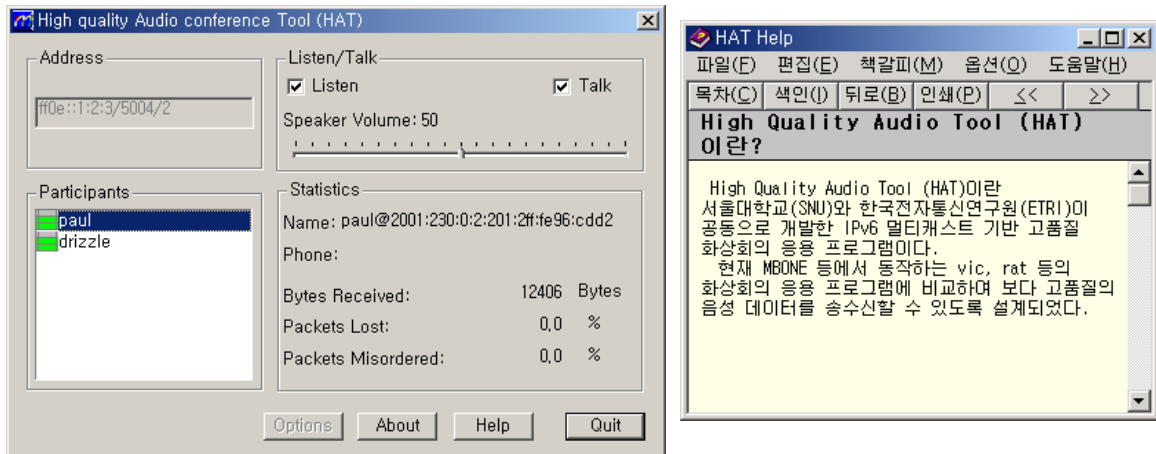 High quality Audio conference Tool (HAT)
Address
ff0e::1:2:3/5004/2
Listen/Talk
Listen
Talk
Speaker Volume: 50
Participants
paul
drizzle
Statistics
Name: paul@2001:230:0:2:201:2ff:fe96:cdd2
Phone:
Bytes Received: 12406 Bytes
Packets Lost: 0,0 %
Packets Misordered: 0,0 %
Options About Help Quit
HAT Help
파일(F) 편집(E) 책갈피(M) 옵션(O) 도움말(H)
목차(C) 색인(I) 뒤로(B) 인쇄(P) << >>
High Quality Audio Tool (HAT)
이란?
High Quality Audio Tool (HAT)이란
서울대학교(SNU)와 한국전자통신연구원(ETRI)이
공동으로 개발한 IPv6 멀티캐스트 기반 고품질
화상회의 응용 프로그램이다.
현재 MBONE 등에서 동작하는 vic, rat 등의
화상회의 응용 프로그램에 비교하여 보다 고품질의
음성 데이터를 송수신할 수 있도록 설계되었다.